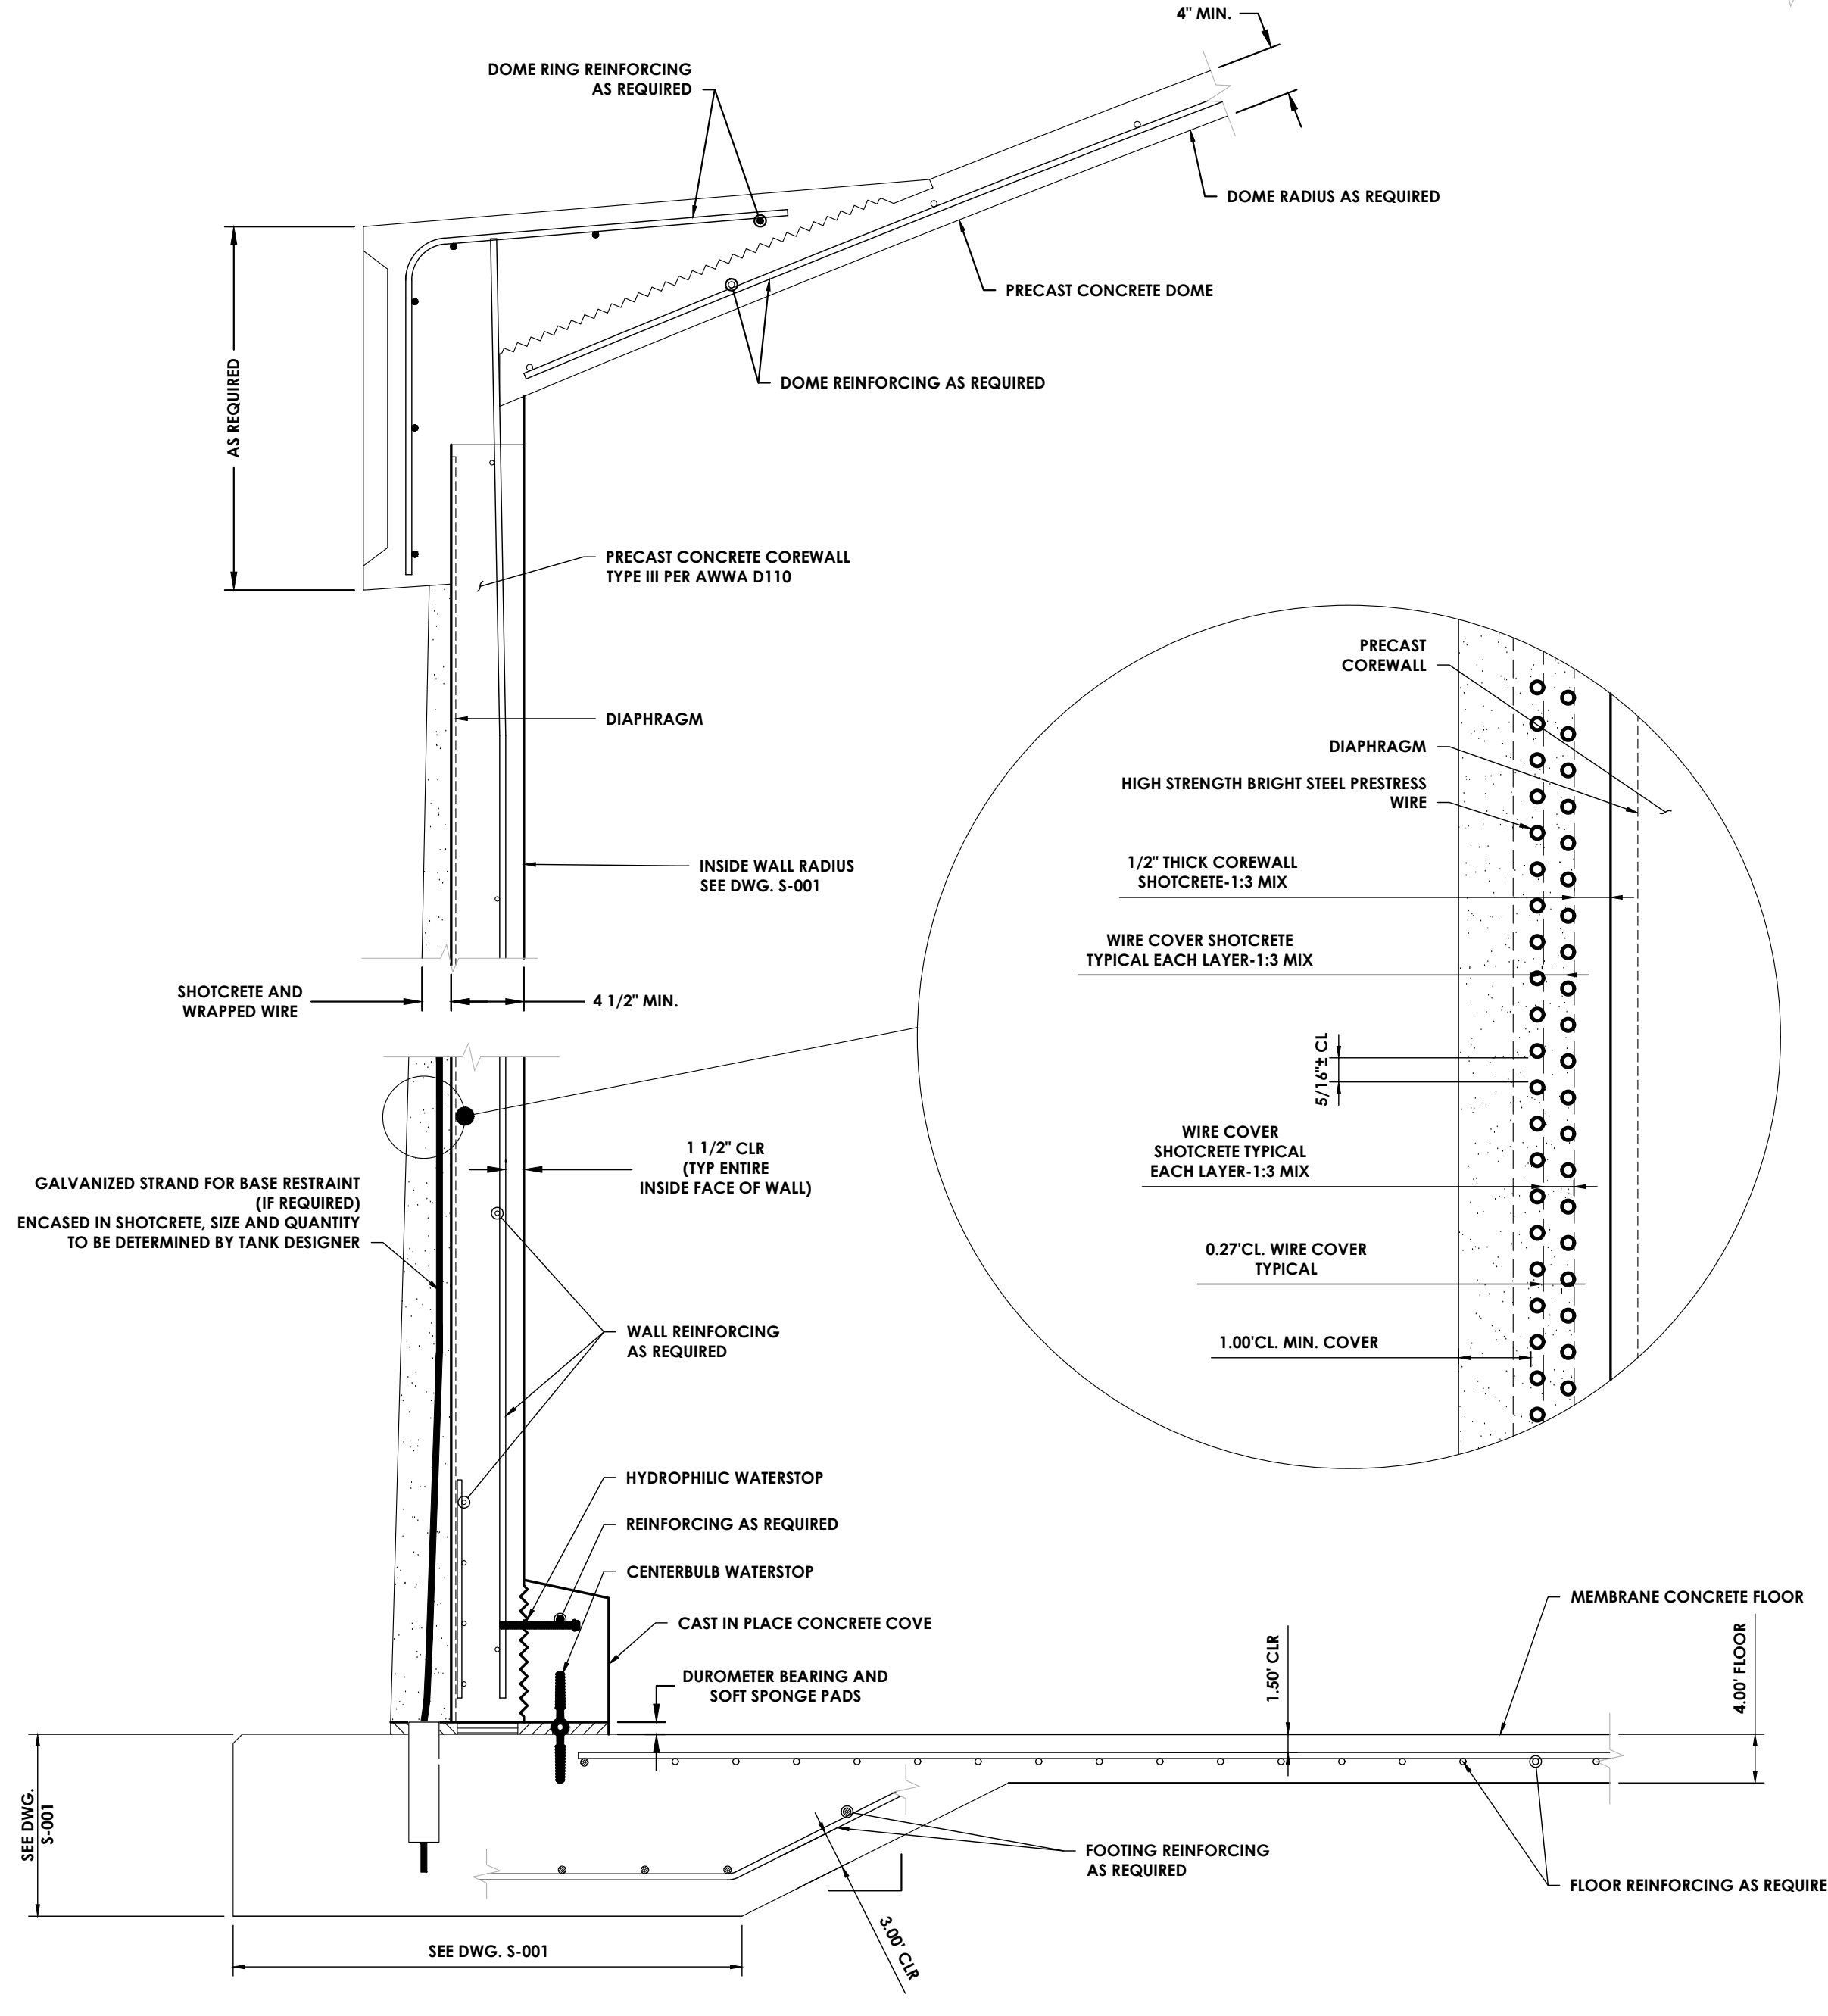 4" MIN.
DOME RING REINFORCING
AS REQUIRED
DOME RADIUS AS REQUIRED
PRECAST CONCRETE DOME
DOME REINFORCING AS REQUIRED
AS REQUIRED
PRECAST CONCRETE COREWALL
TYPE III PER AWWA D110
DIAPHRAGM
INSIDE WALL RADIUS
SEE DWG. S-001
SHOTCRETE AND
WRAPPED WIRE
4 1/2" MIN.
PRECAST
COREWALL
DIAPHRAGM
HIGH STRENGTH BRIGHT STEEL PRESTRESS
WIRE
1/2" THICK COREWALL
SHOTCRETE-1:3 MIX
WIRE COVER SHOTCRETE
TYPICAL EACH LAYER-1:3 MIX
5/16"± CL
WIRE COVER
SHOTCRETE TYPICAL
EACH LAYER-1:3 MIX
0.27'CL. WIRE COVER
TYPICAL
1.00'CL. MIN. COVER
1 1/2" CLR
(TYP ENTIRE
INSIDE FACE OF WALL)
GALVANIZED STRAND FOR BASE RESTRAINT
(IF REQUIRED)
ENCASED IN SHOTCRETE, SIZE AND QUANTITY
TO BE DETERMINED BY TANK DESIGNER
WALL REINFORCING
AS REQUIRED
HYDROPHILIC WATERSTOP
REINFORCING AS REQUIRED
CENTERBULB WATERSTOP
CAST IN PLACE CONCRETE COVE
DUROMETER BEARING AND
SOFT SPONGE PADS
MEMBRANE CONCRETE FLOOR
1.50' CLR
4.00' FLOOR
SEE DWG.
S-001
FOOTING REINFORCING
AS REQUIRED
FLOOR REINFORCING AS REQUIRE
3.00' CLR
SEE DWG. S-001